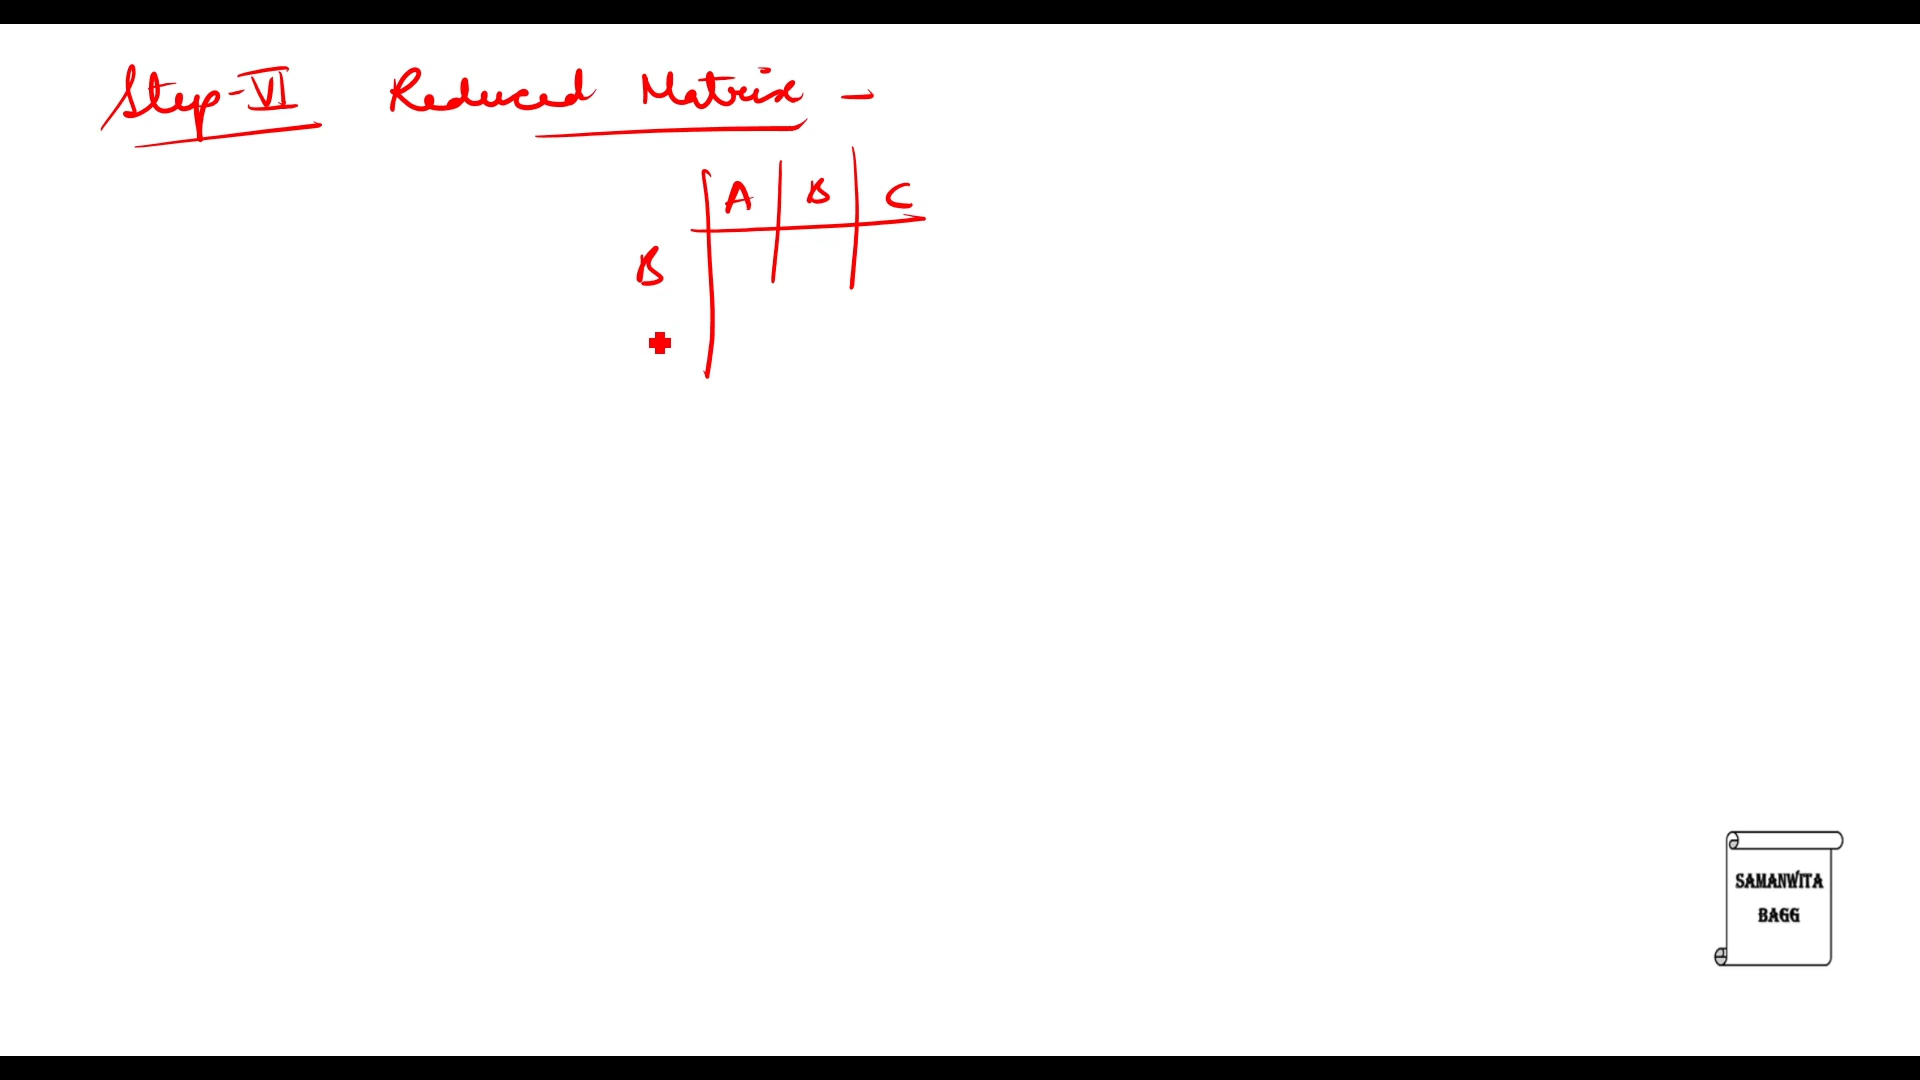 Step-VI Reduced Matrix -
A B C
B
SAMANWITA
BAGG